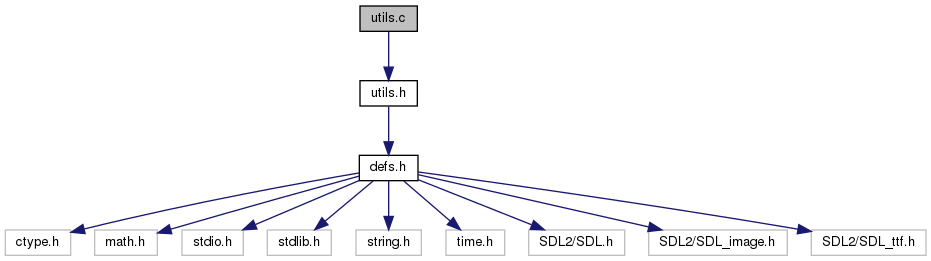 utils.c
utils.h
defs.h
ctype.h math.h stdio.h stdlib.h string.h time.h SDL2/SDL.h SDL2/SDL_image.h SDL2/SDL_ttf.h